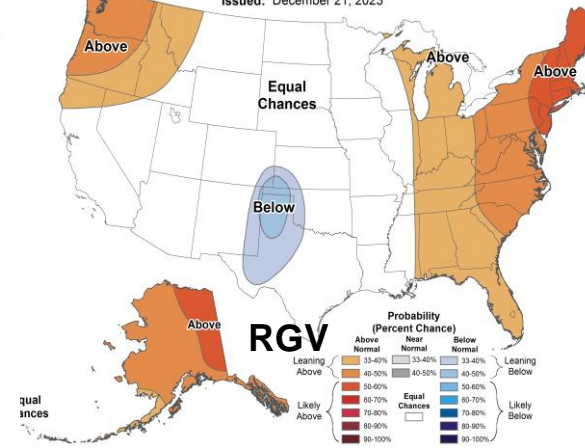 Issued: December 21, 2023
Above
Above
Above
Equal
Chances
Below
Above
RGV
qual
ances
Probability
(Percent Chance)
Above
Normal
Near
Normal
Below
Normal
Leaning
Above
33-40%
33-40%
33-40%
Leaning
Below
40-50%
40-50%
40-50%
Likely
Above
50-60%
Equal
Chances
50-60%
Likely
Below
60-70%
60-70%
70-80%
70-80%
80-90%
80-90%
90-100%
90-100%